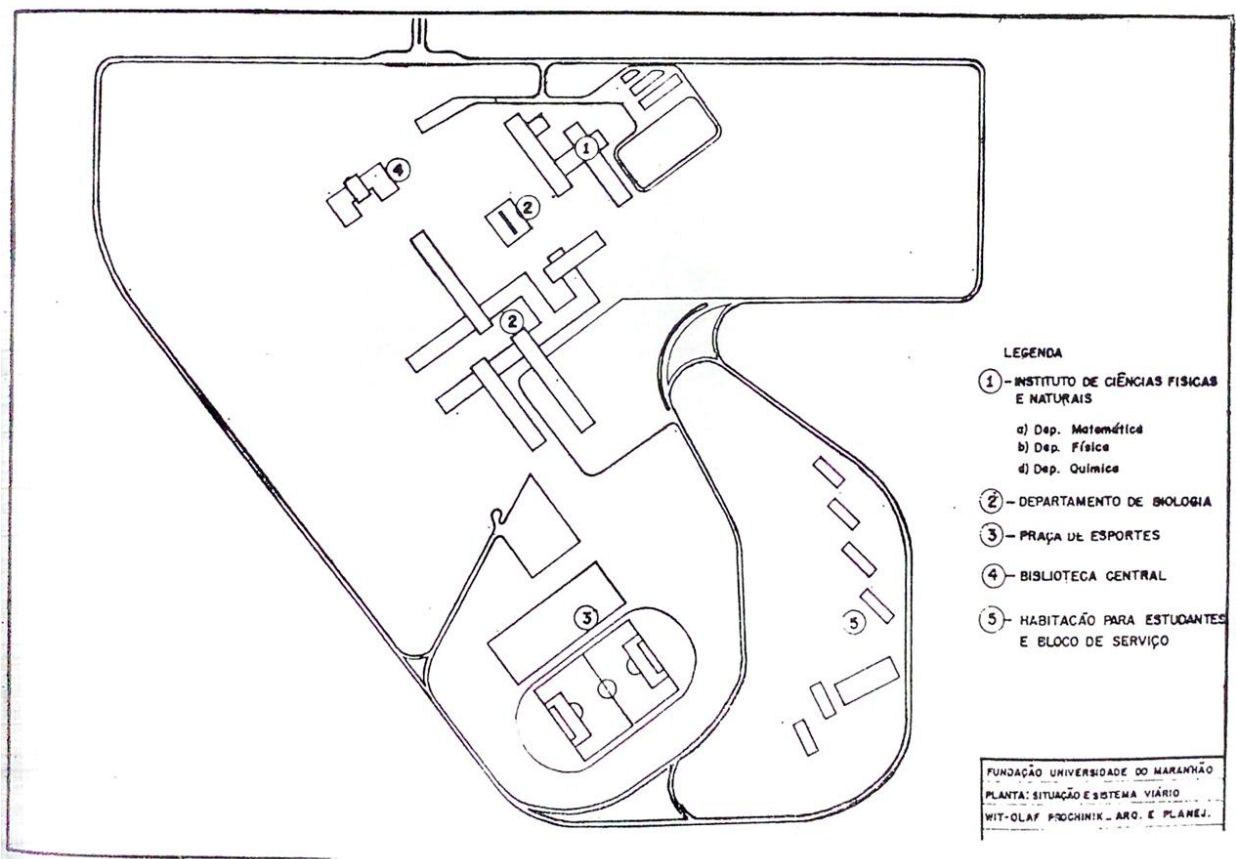 4
1
2
2
3
5
LEGENDA
1 - INSTITUTO DE CIÊNCIAS FISICAS
E NATURAIS
a) Dep. Matemática
b) Dep. Física
d) Dep. Química
2 - DEPARTAMENTO DE BIOLOGIA
3 - PRAÇA DE ESPORTES
4 - BIBLIOTECA CENTRAL
5 - HABITACÃO PARA ESTUDANTES
E BLOCO DE SERVIÇO
FUNDAÇÃO UNIVERSIDADE DO MARANHÃO
PLANTA: SITUAÇÃO E SISTEMA VIÁRIO
WIT-OLAF PROCHINIK _ ARQ. E PLANEJ.